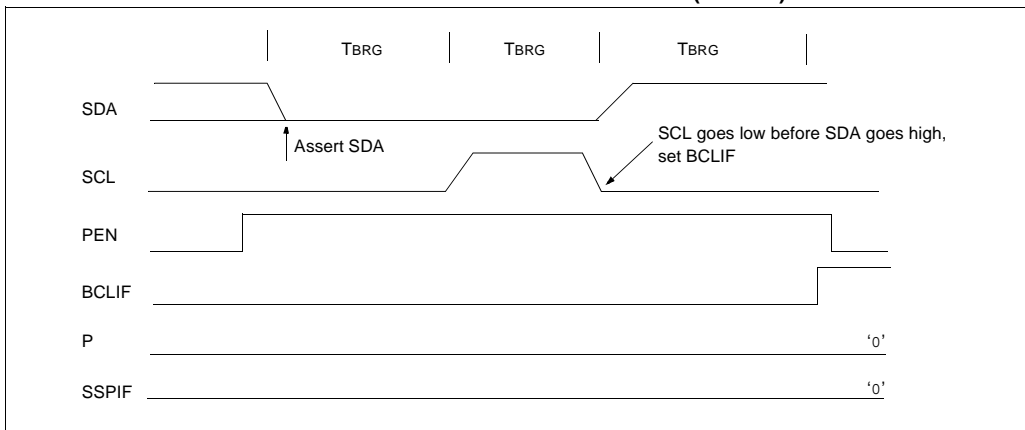 TBRG TBRG TBRG
SDA
Assert SDA
SCL goes low before SDA goes high,
set BCLIF
SCL
PEN
BCLIF
P '0'
SSPIF '0'